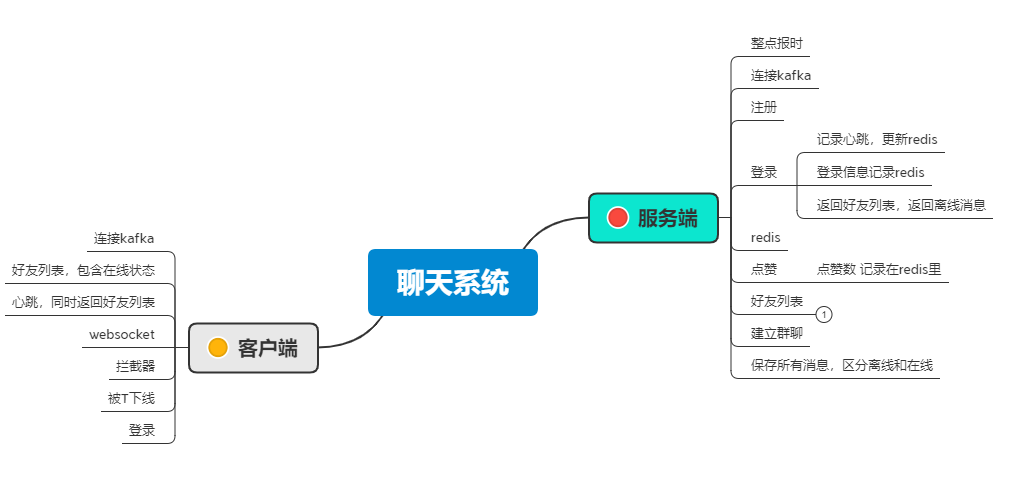 聊天系统
服务端
整点报时
连接kafka
注册
登录
记录心跳，更新redis
登录信息记录redis
返回好友列表，返回离线消息
redis
点赞
点赞数 记录在redis里
好友列表
1
建立群聊
保存所有消息，区分离线和在线
客户端
连接kafka
好友列表，包含在线状态
心跳，同时返回好友列表
websocket
拦截器
被T下线
登录